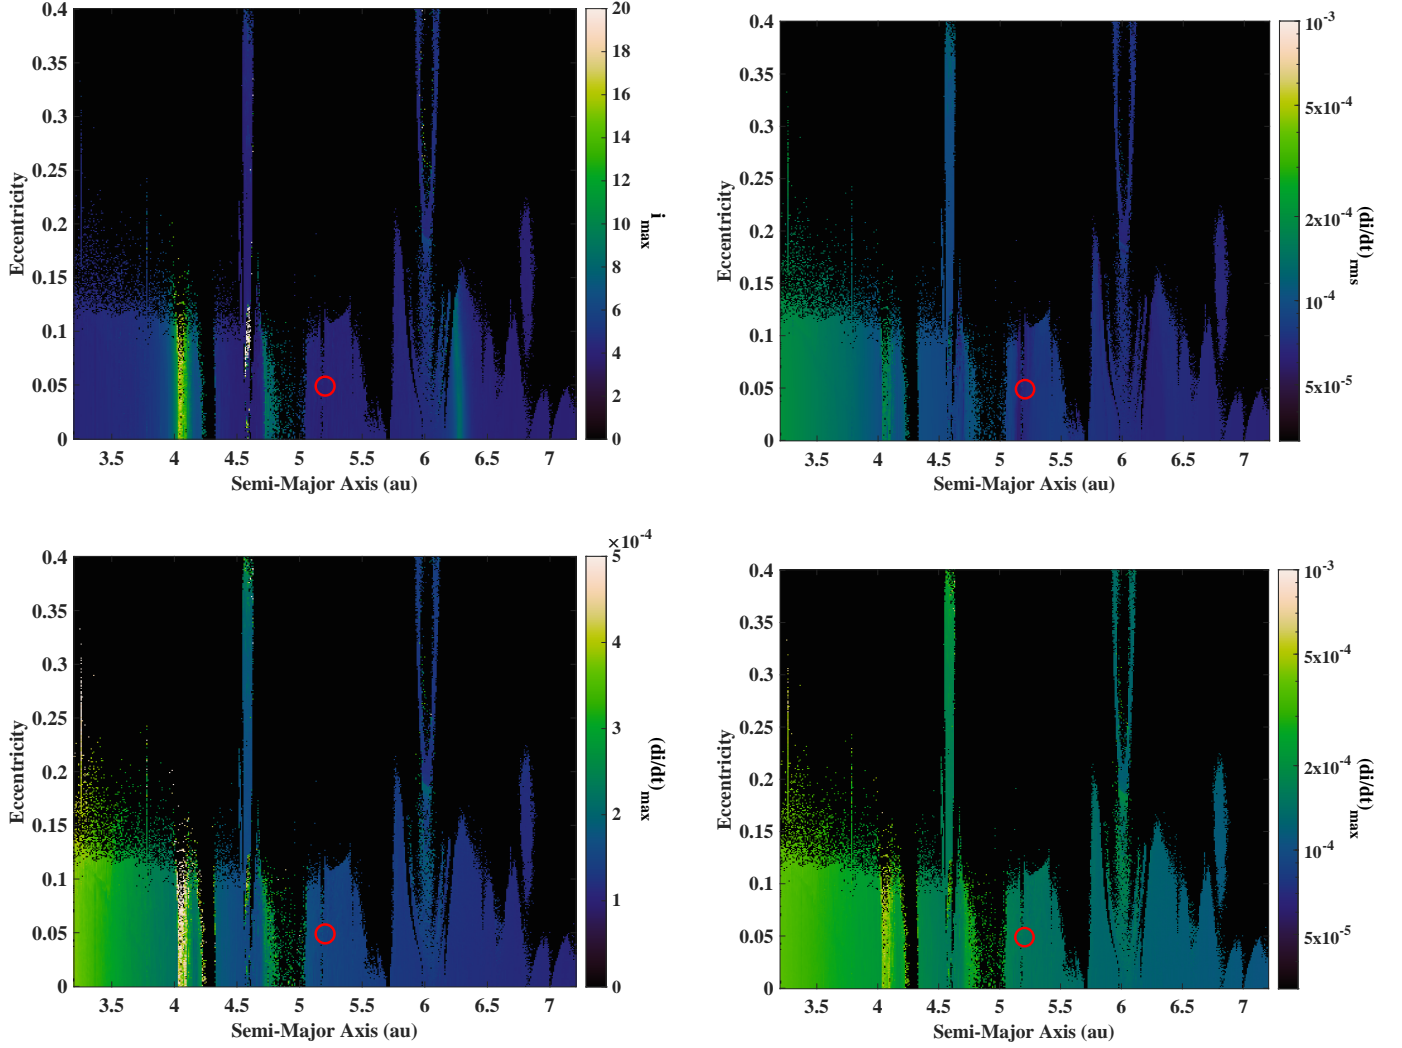 0.4 0.35 0.3 0.25 0.2 0.15 0.1 0.05 0
Eccentricity
3.5 4 4.5 5 5.5 6 6.5 7
Semi-Major Axis (au)
20 18 16 14 12 10 8 6 4 2 0
i_max
0.4 0.35 0.3 0.25 0.2 0.15 0.1 0.05 0
Eccentricity
3.5 4 4.5 5 5.5 6 6.5 7
Semi-Major Axis (au)
10^-3 5x10^-4 2x10^-4 10^-4 5x10^-5
(di/dt)_rms
0.4 0.35 0.3 0.25 0.2 0.15 0.1 0.05 0
Eccentricity
3.5 4 4.5 5 5.5 6 6.5 7
Semi-Major Axis (au)
×10^-4
5 4 3 2 1 0
(di/dt)_max
0.4 0.35 0.3 0.25 0.2 0.15 0.1 0.05 0
Eccentricity
3.5 4 4.5 5 5.5 6 6.5 7
Semi-Major Axis (au)
10^-3 5x10^-4 2x10^-4 10^-4 5x10^-5
(di/dt)_max